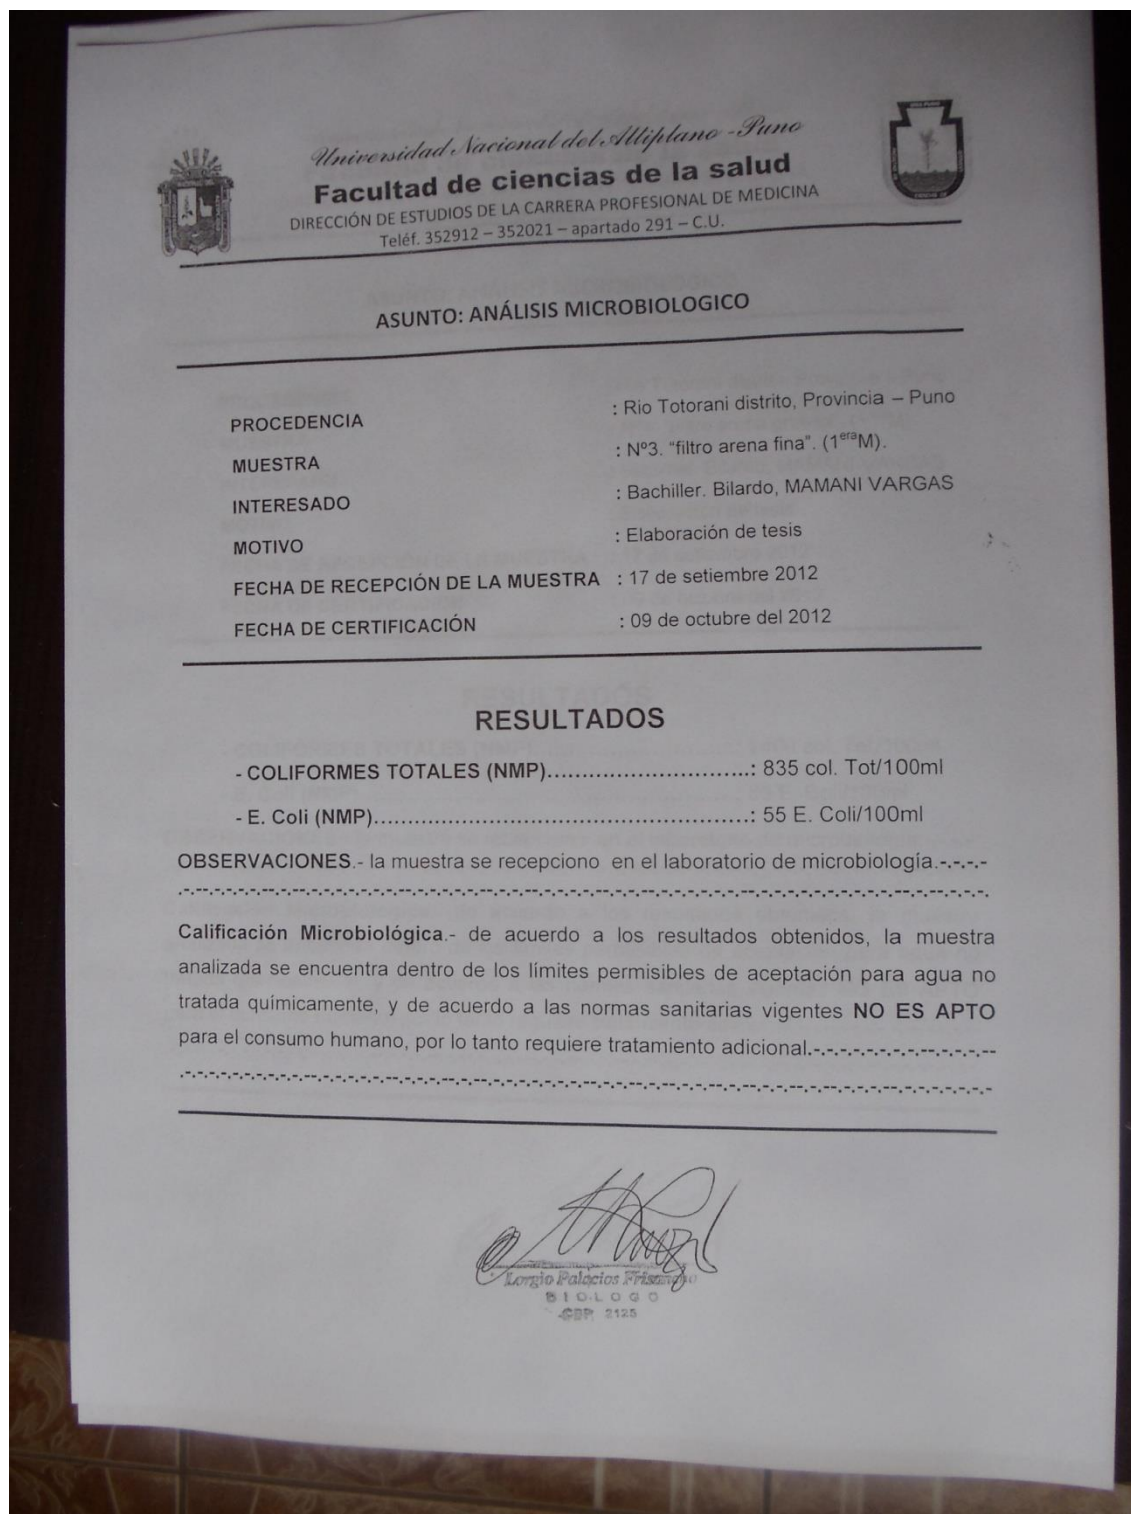 Universidad Nacional del Altiplano - Puno
Facultad de ciencias de la salud
DIRECCIÓN DE ESTUDIOS DE LA CARRERA PROFESIONAL DE MEDICINA
Teléf. 352912 – 352021 – apartado 291 – C.U.
ASUNTO: ANÁLISIS MICROBIOLOGICO
PROCEDENCIA : Rio Totorani distrito, Provincia – Puno
MUESTRA : Nº3. “filtro arena fina”. (1eraM).
INTERESADO : Bachiller. Bilardo, MAMANI VARGAS
MOTIVO : Elaboración de tesis
FECHA DE RECEPCIÓN DE LA MUESTRA : 17 de setiembre 2012
FECHA DE CERTIFICACIÓN : 09 de octubre del 2012
RESULTADOS
- COLIFORMES TOTALES (NMP)..............................: 835 col. Tot/100ml
- E. Coli (NMP).......................................................: 55 E. Coli/100ml
OBSERVACIONES.- la muestra se recepciono en el laboratorio de microbiología.-.-.-.-
Calificación Microbiológica.- de acuerdo a los resultados obtenidos, la muestra
analizada se encuentra dentro de los límites permisibles de aceptación para agua no
tratada químicamente, y de acuerdo a las normas sanitarias vigentes NO ES APTO
para el consumo humano, por lo tanto requiere tratamiento adicional.-.-.-.-.-.-.-.--.-.-.-.--
Lorgio Palacios Frisancho
BIOLOGO
CBP. 2125